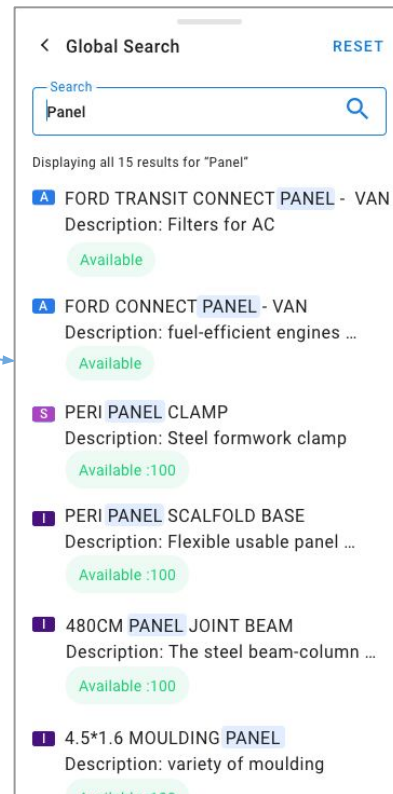 Global Search RESET
Search
Panel
Displaying all 15 results for "Panel"
A FORD TRANSIT CONNECT PANEL - VAN
Description: Filters for AC
Available
A FORD CONNECT PANEL - VAN
Description: fuel-efficient engines ...
Available
S PERI PANEL CLAMP
Description: Steel formwork clamp
Available :100
I PERI PANEL SCALFOLD BASE
Description: Flexible usable panel ...
Available :100
I 480CM PANEL JOINT BEAM
Description: The steel beam-column ...
Available :100
I 4.5*1.6 MOULDING PANEL
Description: variety of moulding
Available :100